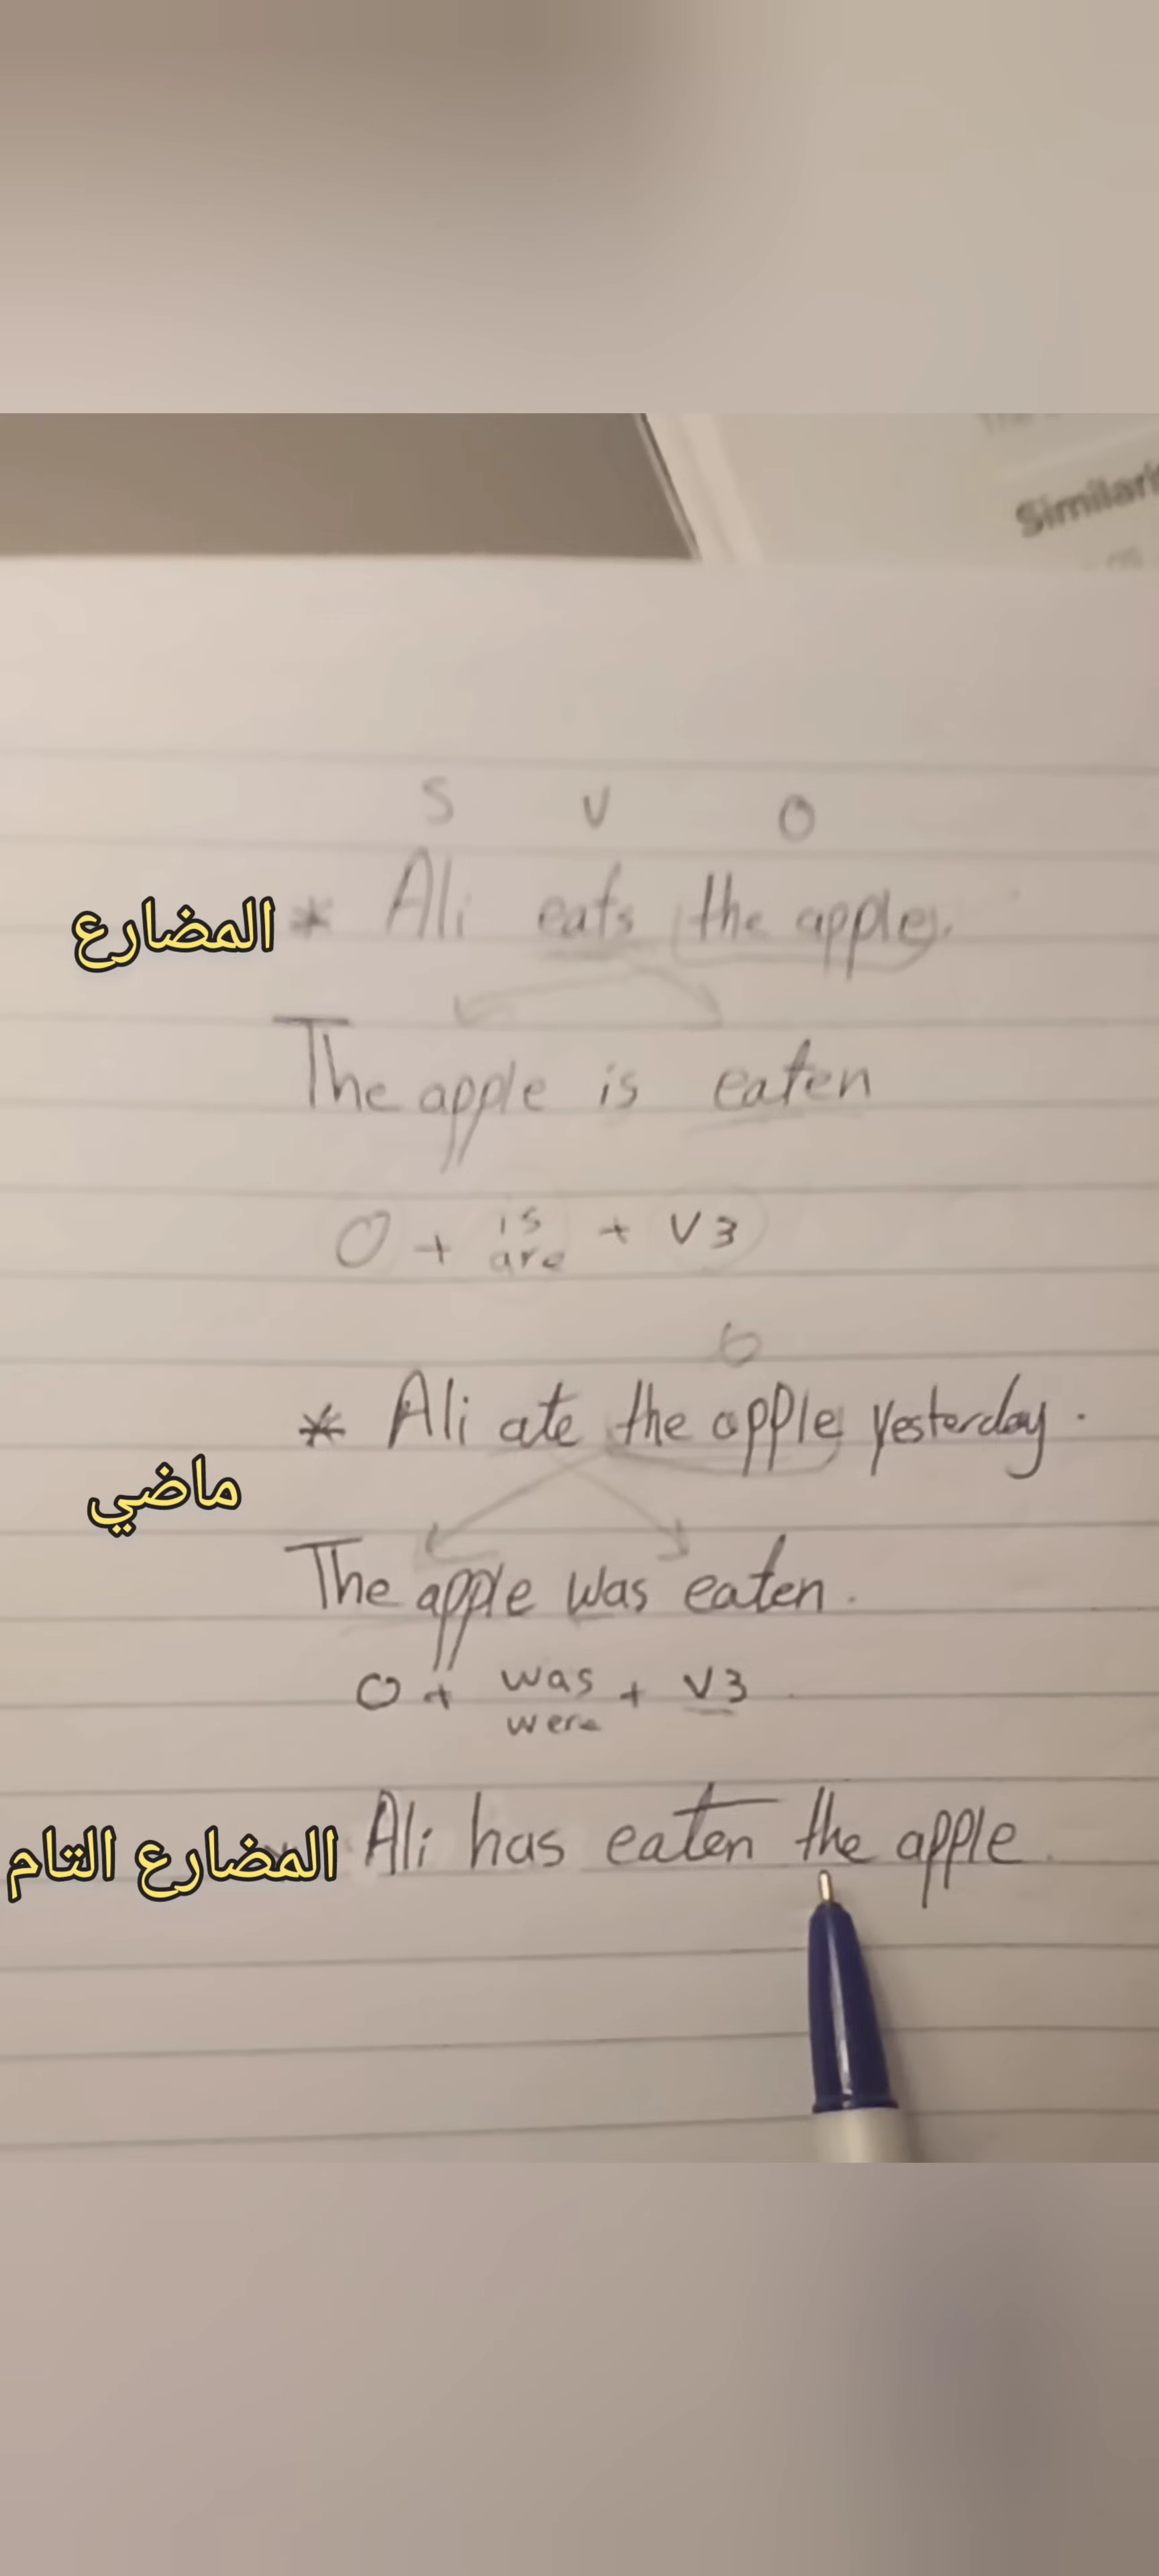 Similari
S V O
المضارع * Ali eats the apple.
The apple is eaten
O + is + V3
are
O
* Ali ate the apple yesterday.
ماضي
The apple was eaten.
O + was + V3
were
المضارع التام Ali has eaten the apple.